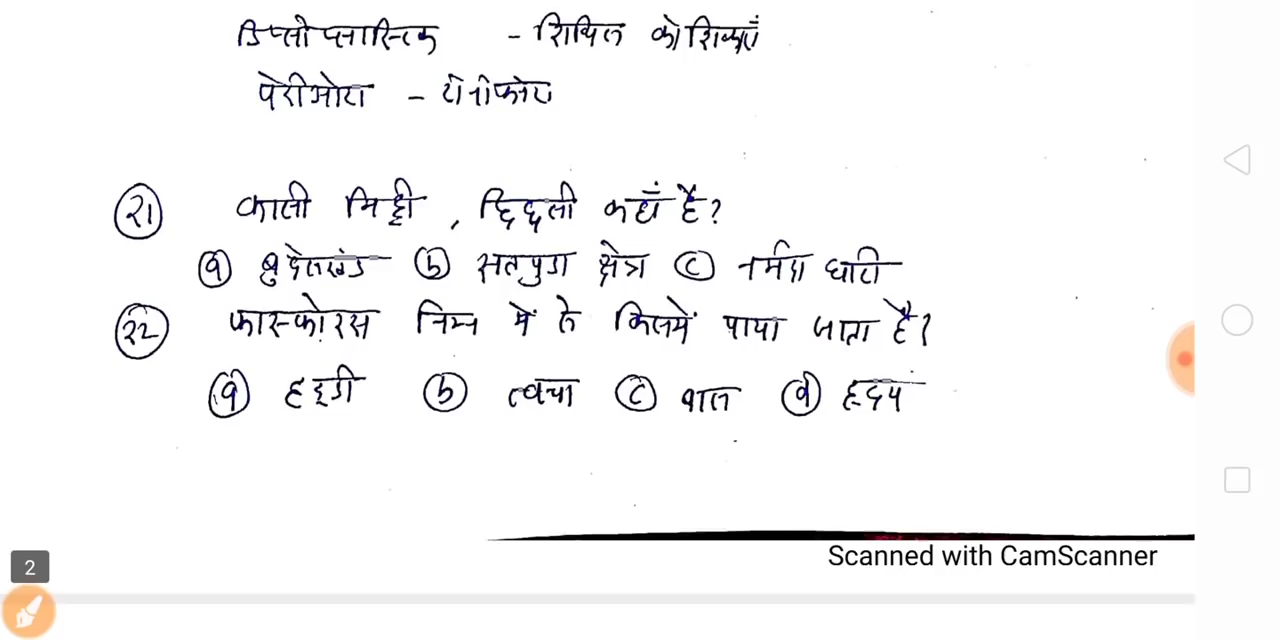 डिप्लोप्लास्टिक - शिथिल कोशिकाएँ
पेरीमोटा -
21 काली मिट्टी , छिछली कहाँ है?
a बुदेलखंड b सतपुडा क्षेत्र c नर्मदा घाटी
22 फास्फोरस निम्न में से किसमें पाया जाता है?
a हड्डी b त्वचा c बाल d हृदय
Scanned with CamScanner
2